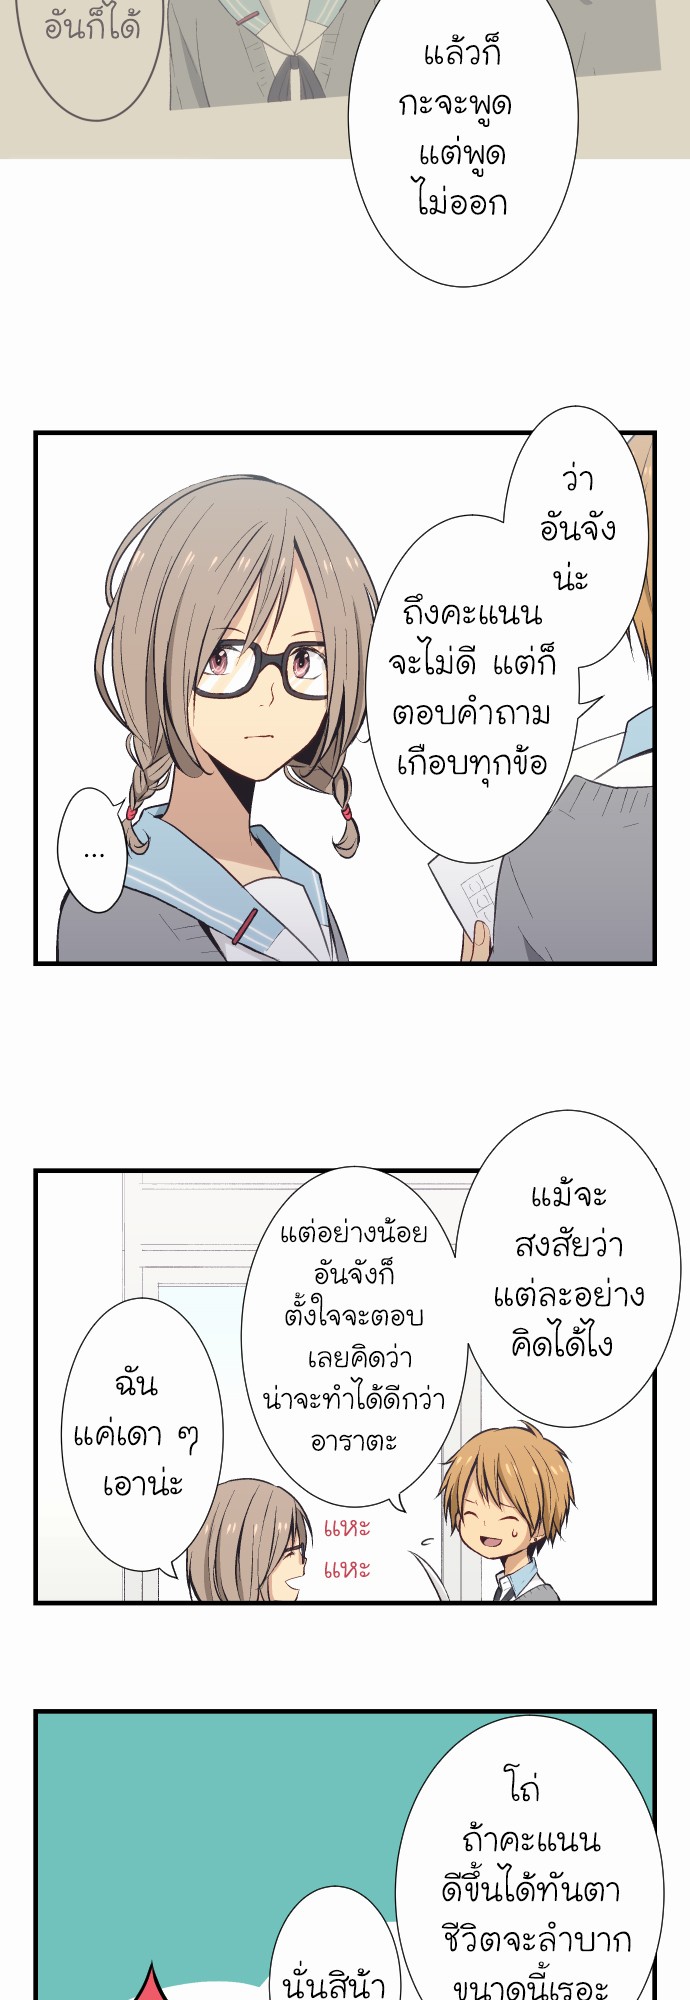 อันก็ได้
แล้วก็
กะจะพูด
แต่พูด
ไม่ออก
ว่า
อันจัง
น่ะ
ถึงคะแนน
จะไม่ดี แต่ก็
ตอบคำถาม
เกือบทุกข้อ
...
แม้จะ
สงสัยว่า
แต่ละอย่าง
คิดได้ไง
แต่อย่างน้อย
อันจังก็
ตั้งใจจะตอบ
เลยคิดว่า
น่าจะทำได้ดีกว่า
อาราตะ
ฉัน
แค่เดา ๆ
เอาน่ะ
แหะ
แหะ
โถ่
ถ้าคะแนน
ดีขึ้นได้ทันตา
ชีวิตจะลำบาก
ขนาดนี้เรอะ
นั่นสิน้า